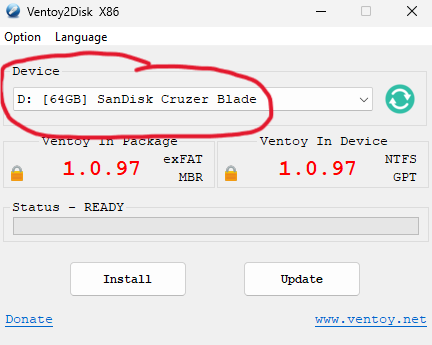 Ventoy2Disk X86
Option Language
Device
D: [64GB] SanDisk Cruzer Blade
Ventoy In Package
1.0.97 exFAT MBR
Ventoy In Device
1.0.97 NTFS GPT
Status - READY
Install Update
Donate www.ventoy.net